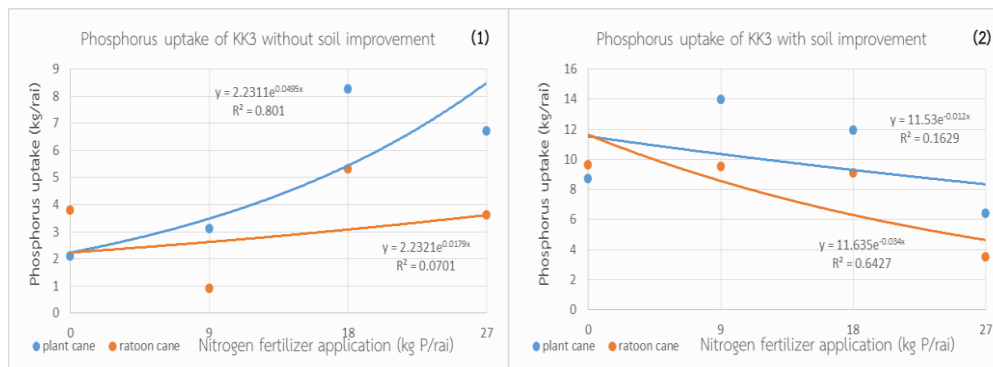 Phosphorus uptake of KK3 without soil improvement (1)
Phosphorus uptake (kg/rai)
9
8
7
6
5
4
3
2
1
0
y = 2.2311e^0.0495x
R² = 0.801
y = 2.2321e^0.0179x
R² = 0.0701
0 9 18 27
plant cane ratoon cane Nitrogen fertilizer application (kg P/rai)
Phosphorus uptake of KK3 with soil improvement (2)
Phosphorus uptake (kg/rai)
16
14
12
10
8
6
4
2
0
y = 11.53e^-0.012x
R² = 0.1629
y = 11.635e^-0.034x
R² = 0.6427
0 9 18 27
plant cane ratoon cane Nitrogen fertilizer application (kg P/rai)